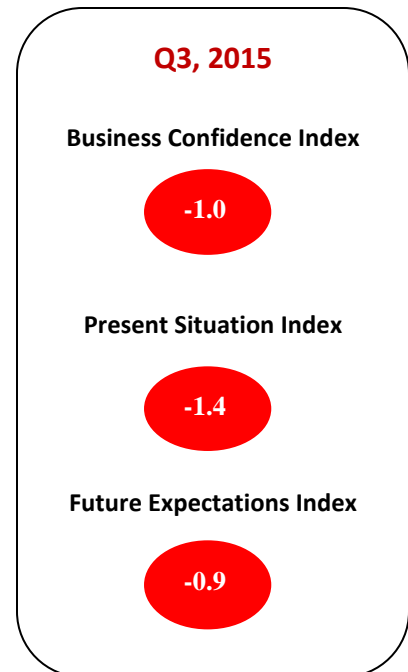 Q3, 2015
Business Confidence Index
-1.0
Present Situation Index
-1.4
Future Expectations Index
-0.9